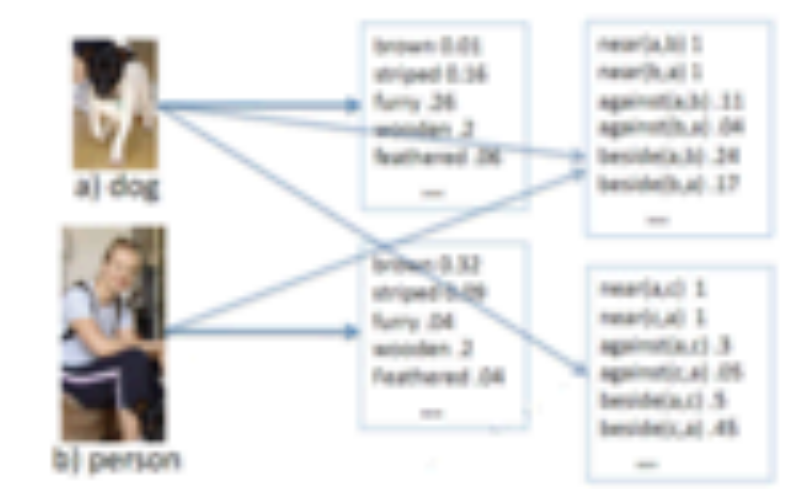 a) dog
b) person
brown 0.01
striped 0.16
furry .26
wooden .2
feathered .06
...
brown 0.32
striped 0.09
furry .04
wooden .2
Feathered .04
...
near(a,b) 1
near(b,a) 1
against(a,b) .11
against(b,a) .04
beside(a,b) .24
beside(b,a) .17
...
near(a,c) 1
near(c,a) 1
against(a,c) .3
against(c,a) .05
beside(a,c) .5
beside(c,a) .45
...